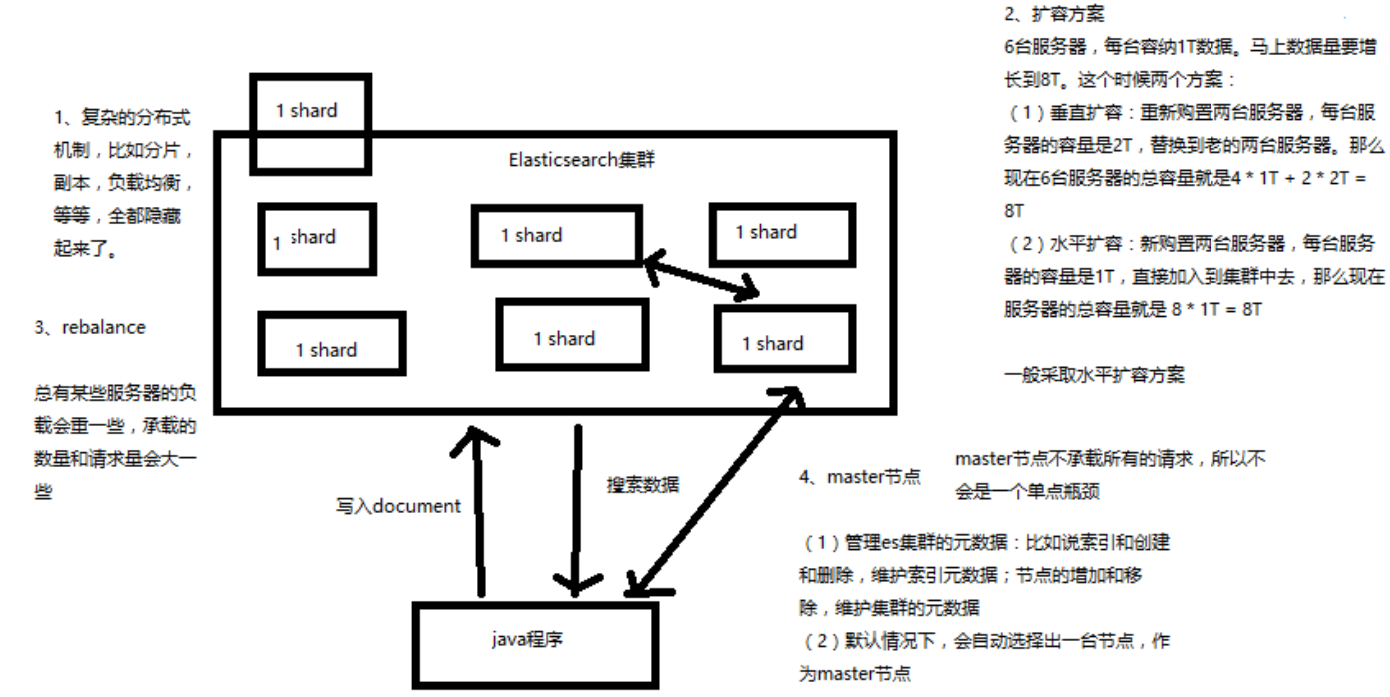 1、复杂的分布式
机制，比如分片，
副本，负载均衡，
等等，全都隐藏
起来了。
3、rebalance
总有某些服务器的负
载会重一些，承载的
数量和请求量会大一
些
1 shard
Elasticsearch集群
1 shard
1 shard
1 shard
1 shard
1 shard
1 shard
写入document
搜索数据
java程序
2、扩容方案
6台服务器，每台容纳1T数据。马上数据量要增
长到8T。这个时候两个方案：
（1）垂直扩容：重新购置两台服务器，每台服
务器的容量是2T，替换到老的两台服务器。那么
现在6台服务器的总容量就是4 * 1T + 2 * 2T =
8T
（2）水平扩容：新购置两台服务器，每台服务
器的容量是1T，直接加入到集群中去，那么现在
服务器的总容量就是 8 * 1T = 8T
一般采取水平扩容方案
4、master节点
master节点不承载所有的请求，所以不
会是一个单点瓶颈
（1）管理es集群的元数据：比如说索引和创建
和删除，维护索引元数据；节点的增加和移
除，维护集群的元数据
（2）默认情况下，会自动选择出一台节点，作
为master节点